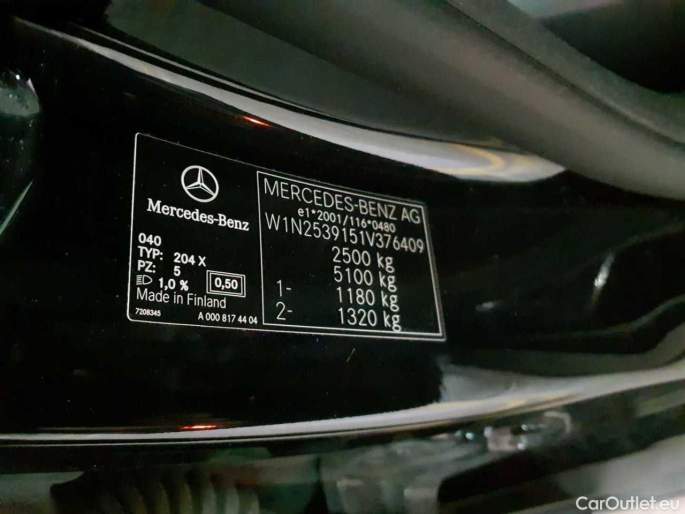 Mercedes-Benz
040
TYP: 204 X
PZ: 5
1,0 % 0,50
Made in Finland
7208345 A 000 817 44 04
MERCEDES-BENZ AG
e1*2001/116*0480
W1N2539151V376409
2500 kg
5100 kg
1- 1180 kg
2- 1320 kg
CarOutlet.eu